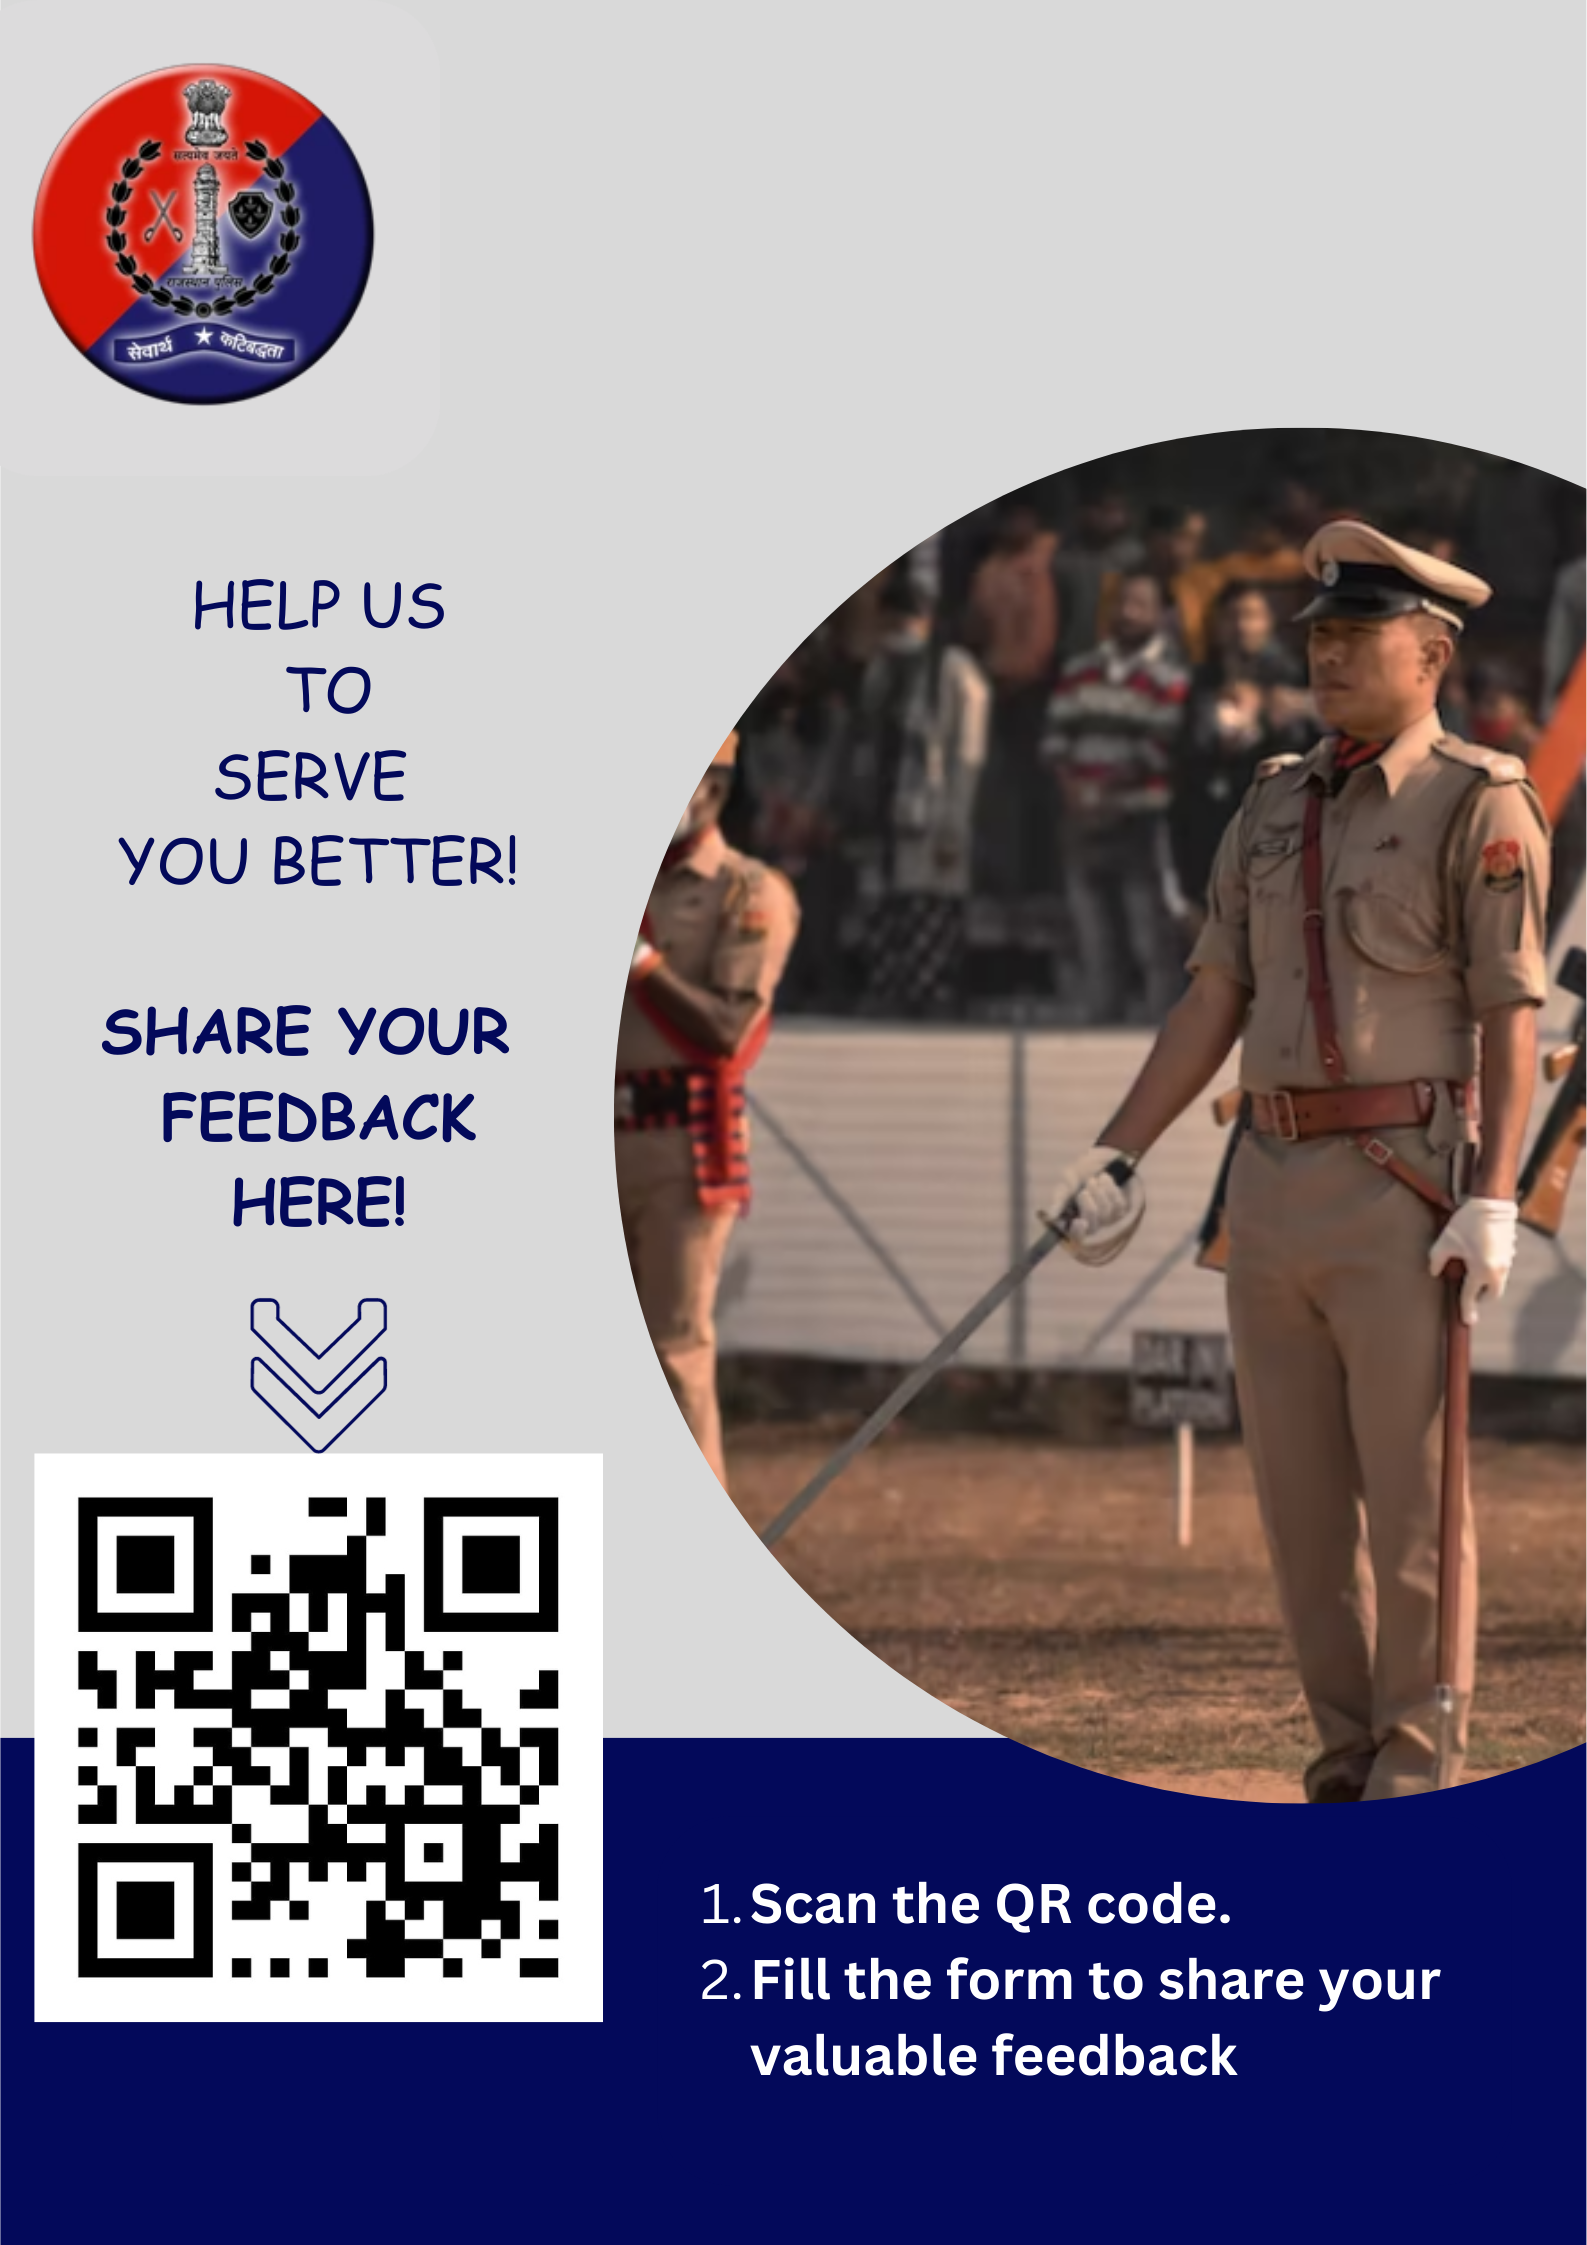 सत्यमेव जयते
राजस्थान पुलिस
सेवार्थ कटिबद्धता
HELP US
TO
SERVE
YOU BETTER!
SHARE YOUR
FEEDBACK
HERE!
1. Scan the QR code.
2. Fill the form to share your
valuable feedback